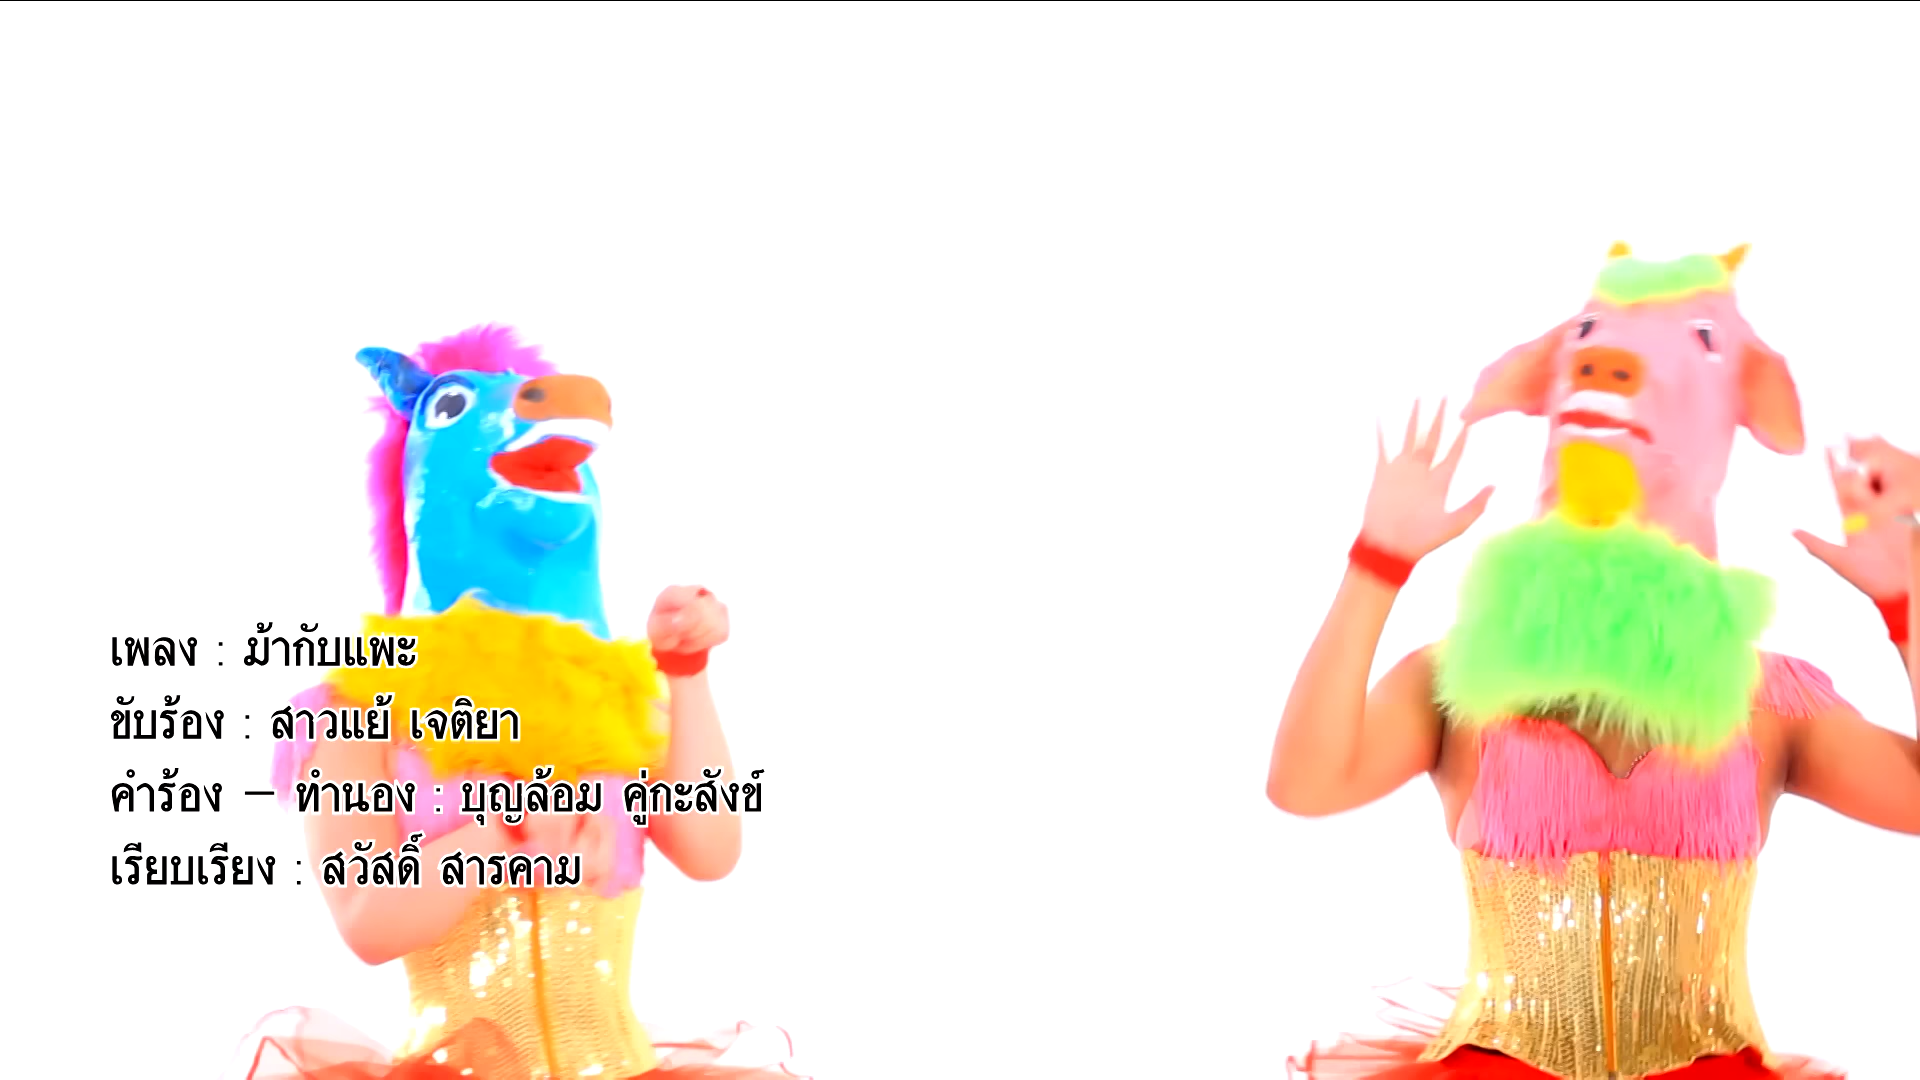 เพลง : ม้ากับแพะ
ขับร้อง : สาวแย้ เจติยา
คำร้อง – ทำนอง : บุญล้อม คู่กะสังข์
เรียบเรียง : สวัสดิ์ สารคาม